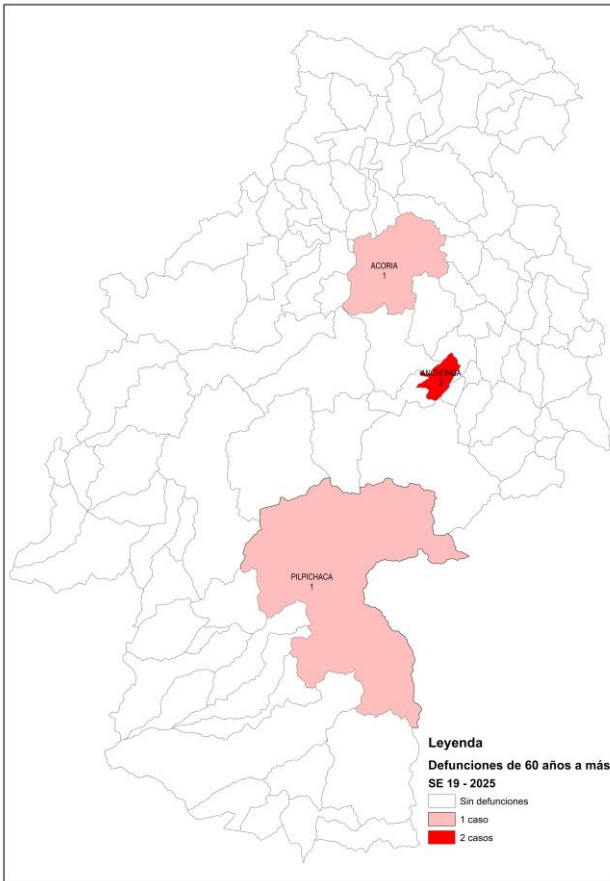 ACORIA
1
ANCHONGA
2
PILPICHACA
1
Leyenda
Defunciones de 60 años a más
SE 19 - 2025
Sin defunciones
1 caso
2 casos